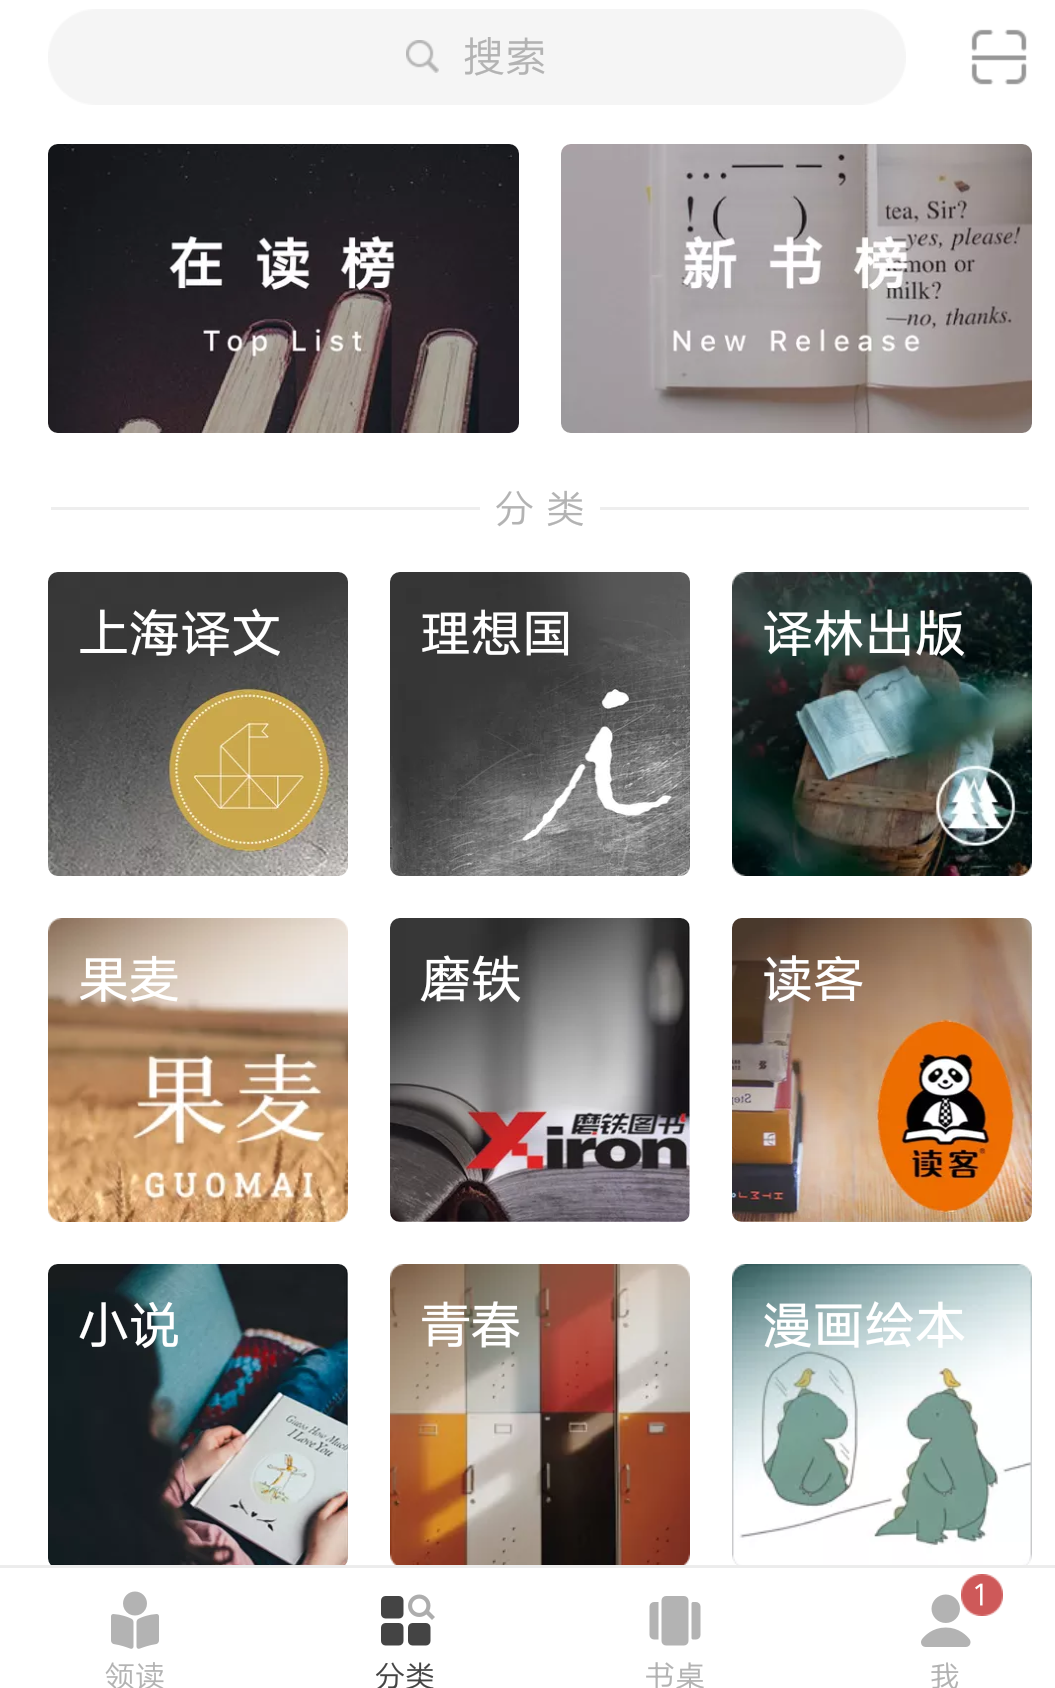 搜索
在读榜
Top List
...——–;
!( )
tea, Sir?
—yes, please!
lemon or
milk?
—no, thanks.
新书榜
New Release
分类
上海译文
理想国
译林出版
果麦
果麦
GUOMAI
磨铁
磨铁图书
Xiron
读客
读客
小说
Guess How Much
I Love You
青春
漫画绘本
领读
分类
书桌
我
1